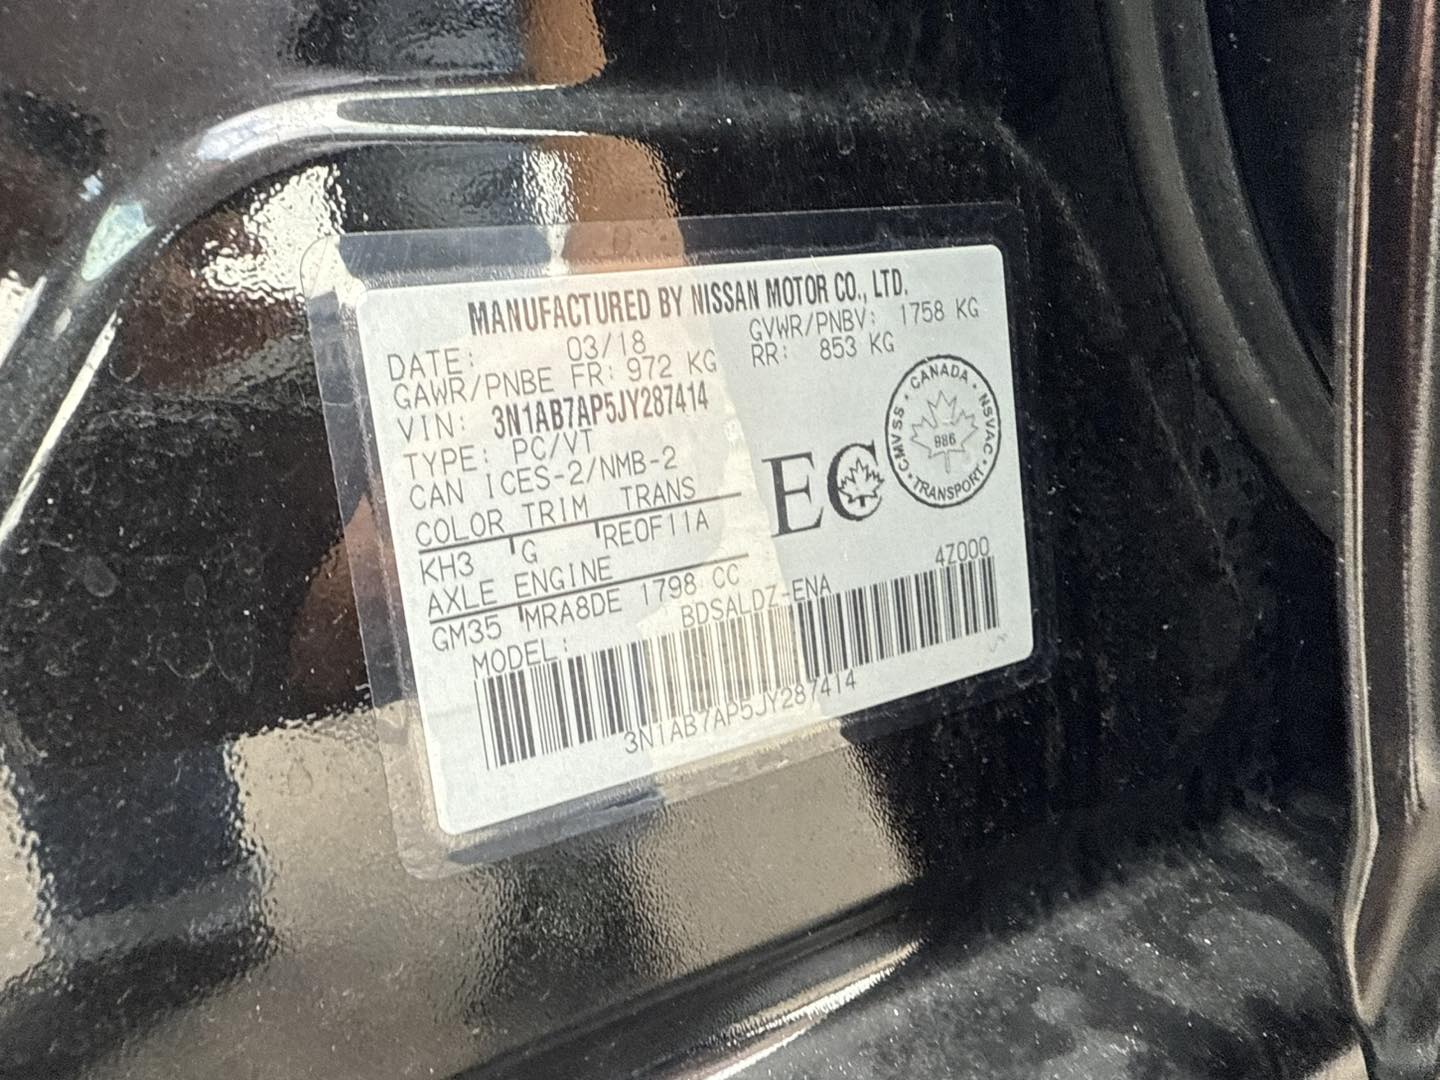 MANUFACTURED BY NISSAN MOTOR CO., LTD.
DATE: 03/18 GVWR/PNBV: 1758 KG
GAWR/PNBE FR: 972 KG RR: 853 KG
VIN: 3N1AB7AP5JY287414
TYPE: PC/VT
CAN ICES-2/NMB-2
COLOR TRIM TRANS
KH3 G RE0F11A
AXLE ENGINE
GM35 MRA8DE 1798 CC
MODEL: BDSALDZ-ENA 4Z000
3N1AB7AP5JY287414
EC
CANADA · NSVAC · TRANSPORT · CMVSS ·
986